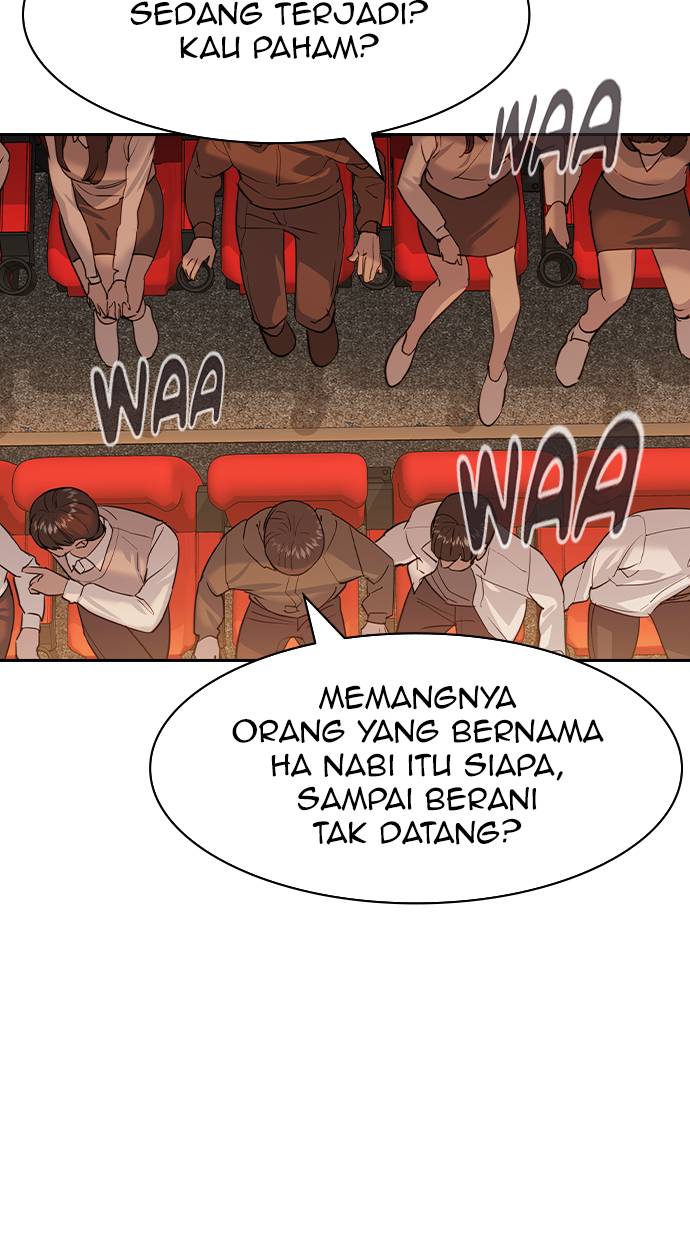 SEDANG TERJADI?
KAU PAHAM?
WAA
WAA
WAA
MEMANGNYA
ORANG YANG BERNAMA
HA NABI ITU SIAPA,
SAMPAI BERANI
TAK DATANG?